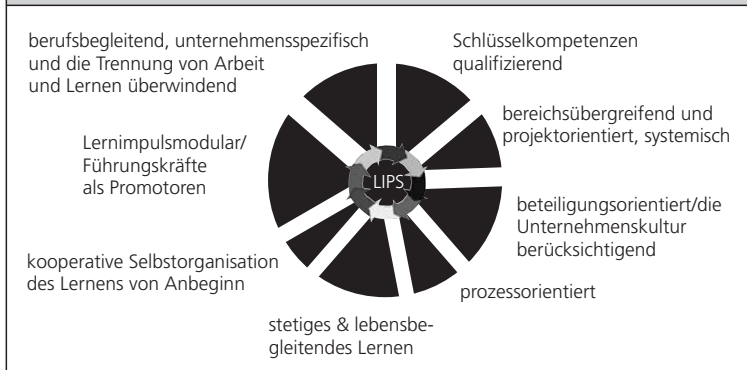 berufsbegleitend, unternehmensspezifisch
und die Trennung von Arbeit
und Lernen überwindend
Schlüsselkompetenzen
qualifizierend
bereichsübergreifend und
projektorientiert, systemisch
Lernimpulsmodular/
Führungskräfte
als Promotoren
LIPS
beteiligungsorientiert/die
Unternehmenskultur
berücksichtigend
kooperative Selbstorganisation
des Lernens von Anbeginn
prozessorientiert
stetiges & lebensbe-
gleitendes Lernen